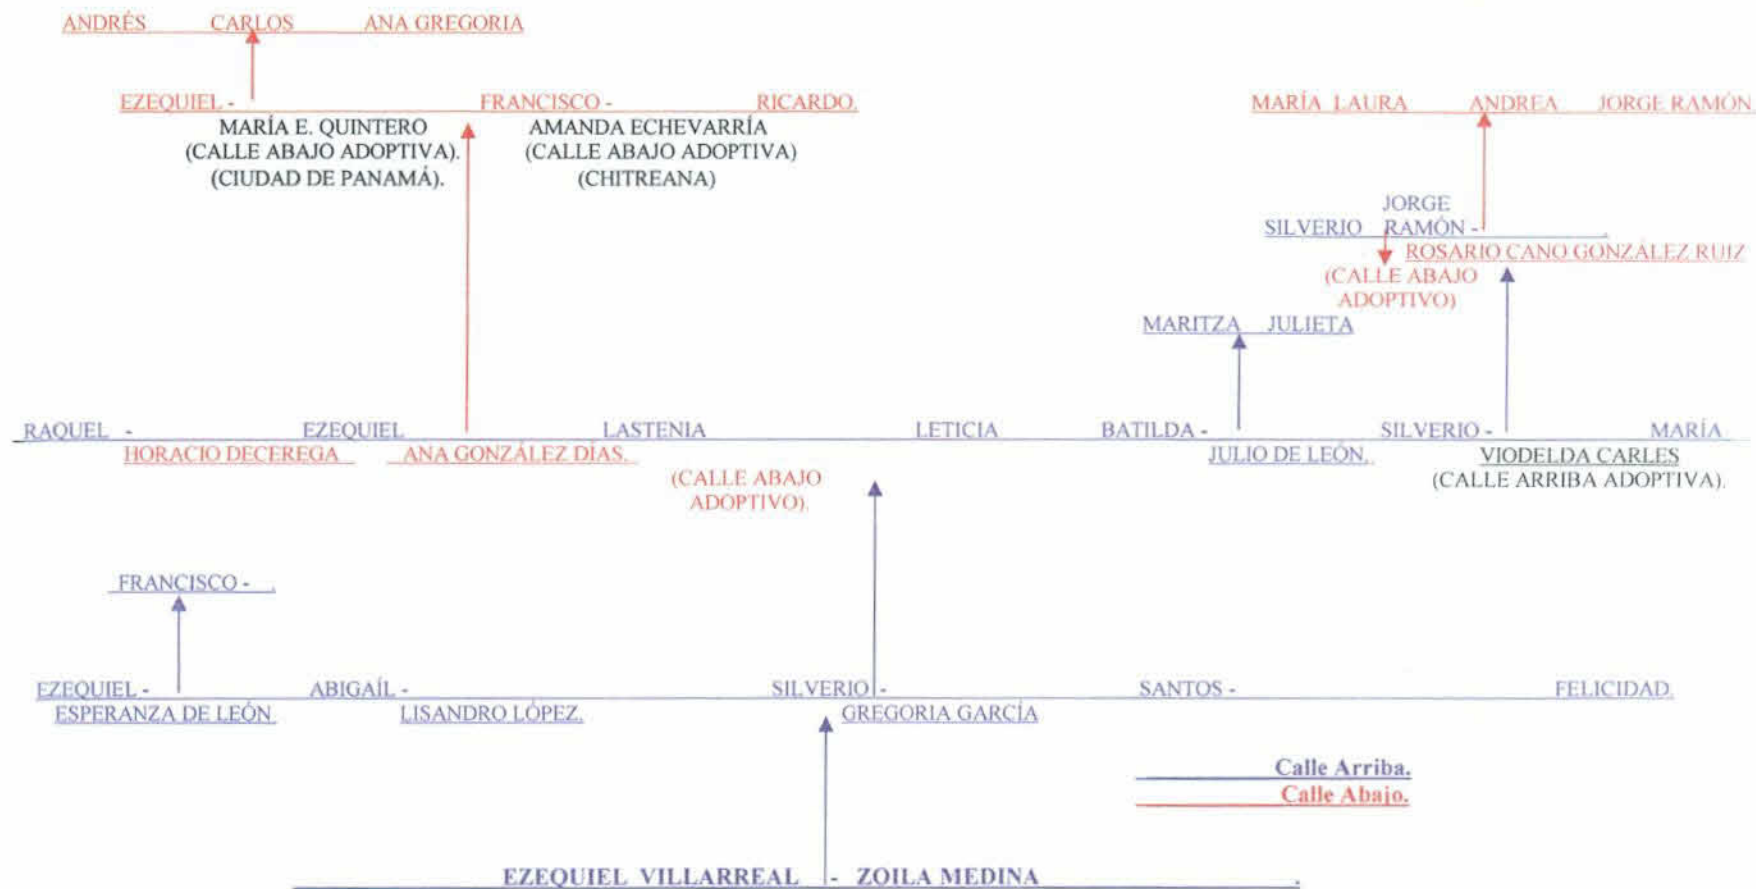 ANDRÉS CARLOS ANA GREGORIA
EZEQUIEL - FRANCISCO - RICARDO.
MARÍA E. QUINTERO
(CALLE ABAJO ADOPTIVA).
(CIUDAD DE PANAMÁ).
AMANDA ECHEVARRÍA
(CALLE ABAJO ADOPTIVA)
(CHITREANA)
MARÍA LAURA ANDREA JORGE RAMÓN.
JORGE
SILVERIO RAMÓN - .
ROSARIO CANO GONZÁLEZ RUIZ
(CALLE ABAJO
ADOPTIVO)
MARITZA JULIETA
RAQUEL - EZEQUIEL LASTENIA LETICIA BATILDA - SILVERIO - MARÍA
HORACIO DECEREGA ANA GONZÁLEZ DÍAS. JULIO DE LEÓN. VIODELDA CARLES
(CALLE ABAJO
ADOPTIVO).
(CALLE ARRIBA ADOPTIVA).
FRANCISCO - .
EZEQUIEL - ABIGAÍL - SILVERIO - SANTOS - FELICIDAD.
ESPERANZA DE LEÓN. LISANDRO LÓPEZ. GREGORIA GARCÍA
Calle Arriba.
Calle Abajo.
EZEQUIEL VILLARREAL - ZOILA MEDINA .